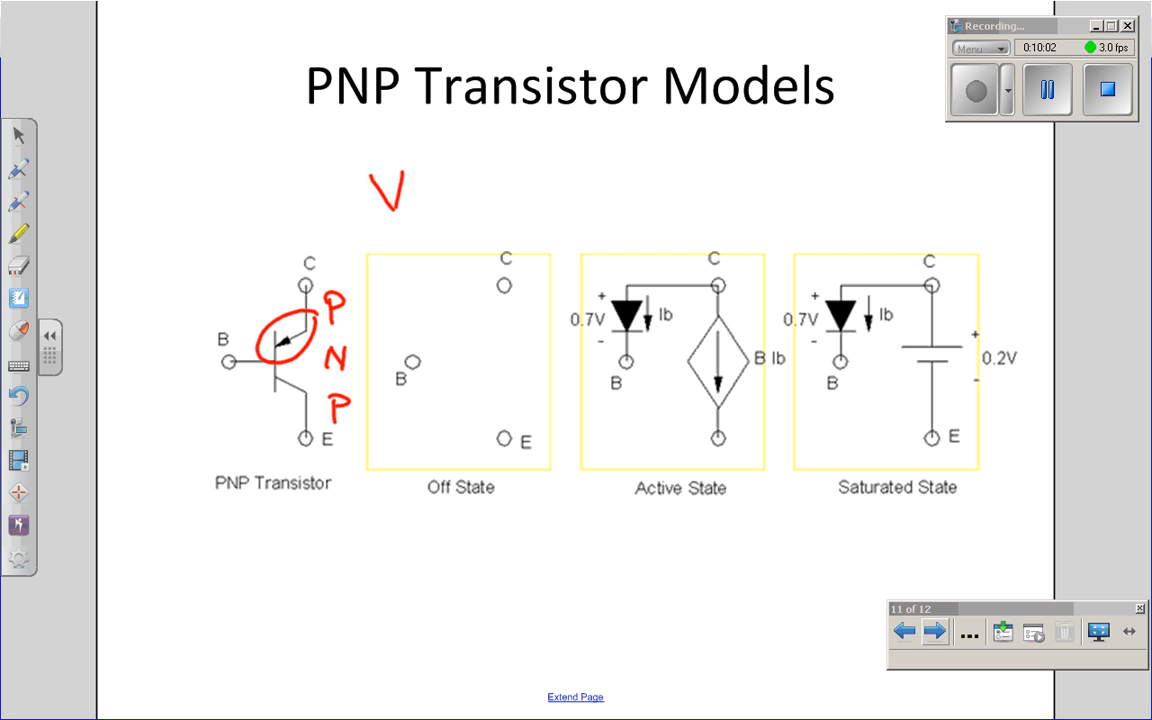 Recording...
Menu
0:10:02
3.0 fps
PNP Transistor Models
V
C
B
E
P
N
P
PNP Transistor
C
B
E
Off State
C
+
0.7V
-
Ib
B
B Ib
Active State
C
+
0.7V
-
Ib
B
+
0.2V
-
E
Saturated State
11 of 12
...
Extend Page